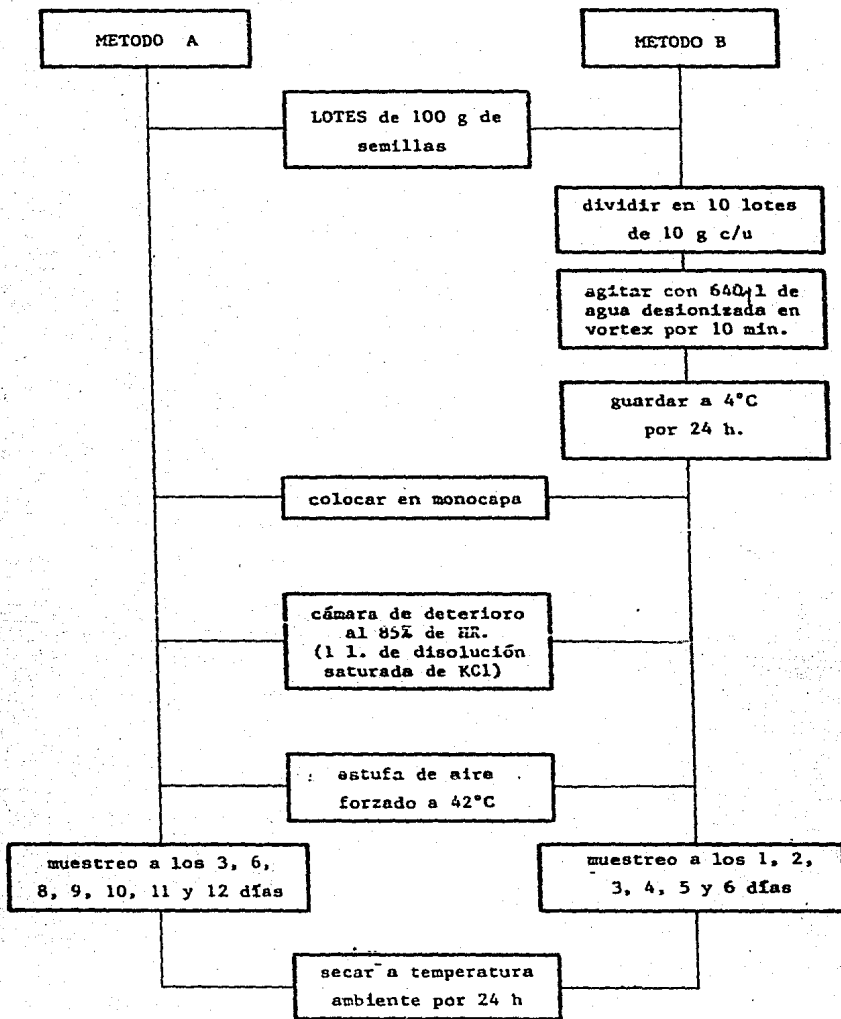 METODO A
METODO B
LOTES de 100 g de
semillas
dividir en 10 lotes
de 10 g c/u
agitar con 640 l de
agua desionizada en
vortex por 10 min.
guardar a 4°C
por 24 h.
colocar en monocapa
cámara de deterioro
al 85% de HR.
(1 l. de disolución
saturada de KCl)
estufa de aire
forzado a 42°C
muestreo a los 3, 6,
8, 9, 10, 11 y 12 días
muestreo a los 1, 2,
3, 4, 5 y 6 días
secar a temperatura
ambiente por 24 h